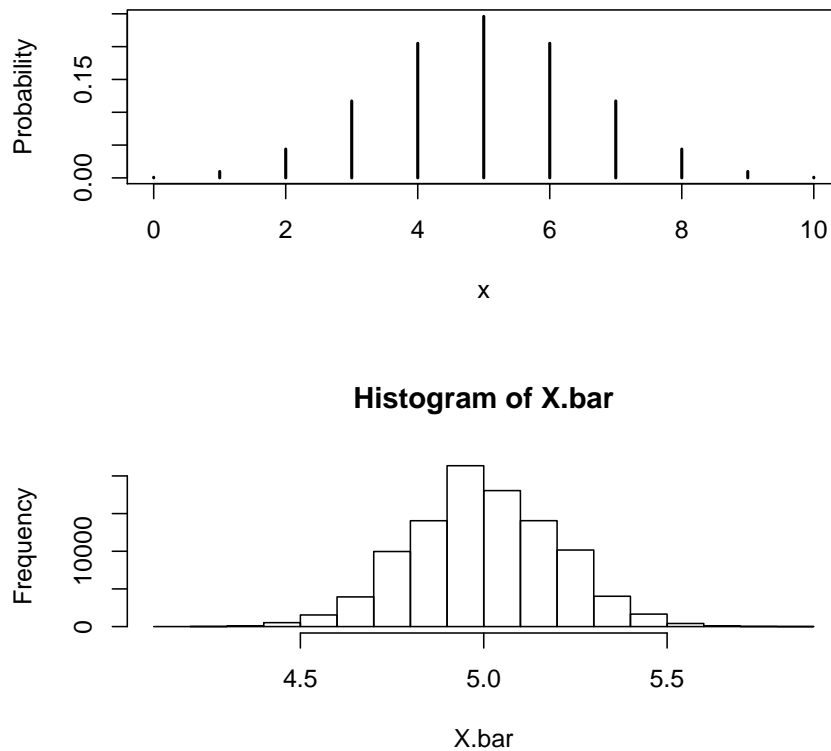 Probability
0.15
0.00
0 2 4 6 8 10
x
Histogram of X.bar
Frequency
10000
0
4.5 5.0 5.5
X.bar